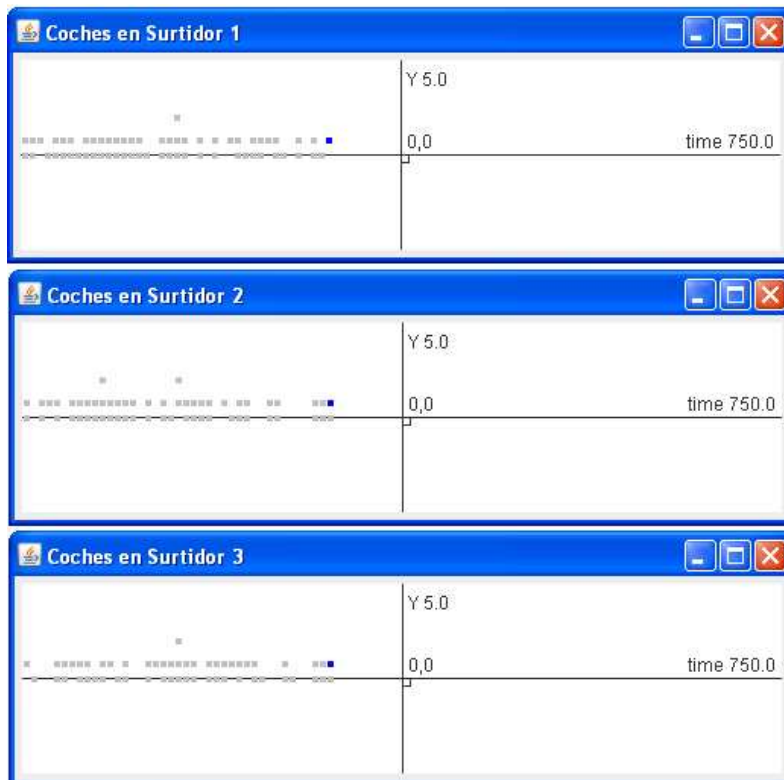 Coches en Surtidor 1
Y 5.0
0,0 time 750.0
Coches en Surtidor 2
Y 5.0
0,0 time 750.0
Coches en Surtidor 3
Y 5.0
0,0 time 750.0